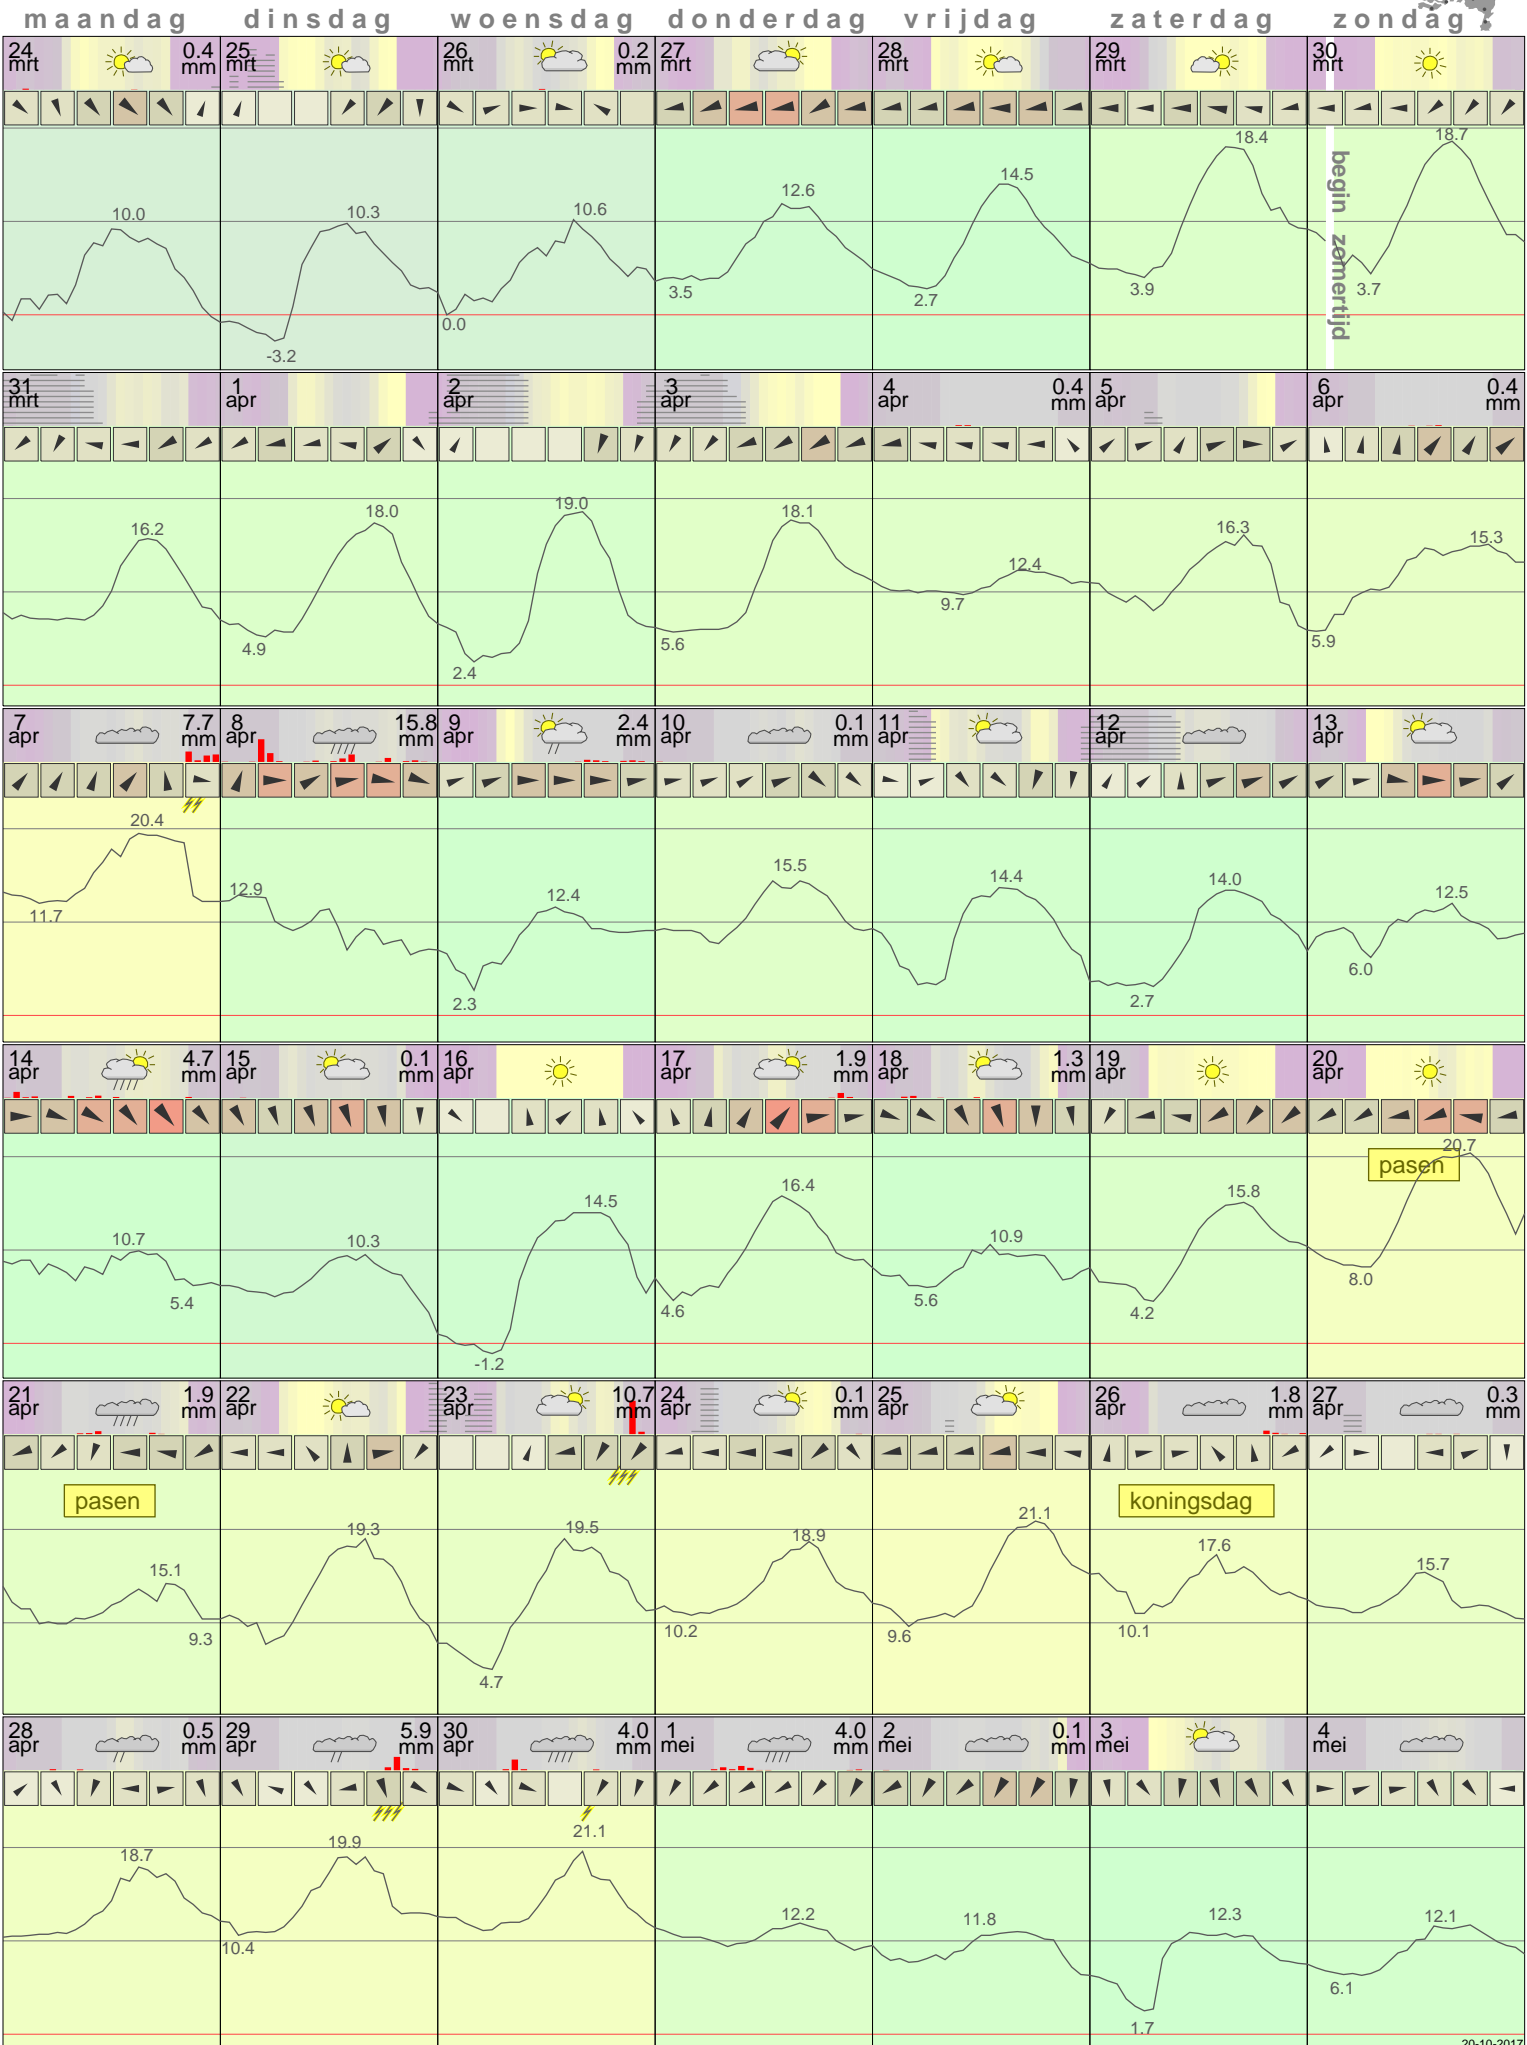 maandag dinsdag woensdag donderdag vrijdag zaterdag zondag
24 mrt 0.4 mm 25 mrt 26 mrt 0.2 mm 27 mrt 28 mrt 29 mrt 30 mrt
10.0 -3.2 10.3 0.0 10.6 3.5 12.6 2.7 14.5 3.9 18.4 3.7 18.7
begin zomertijd
31 mrt 1 apr 2 apr 3 apr 4 apr 0.4 mm 5 apr 6 apr 0.4 mm
16.2 4.9 18.0 2.4 19.0 5.6 18.1 9.7 12.4 16.3 5.9 15.3
7 apr 7.7 mm 8 apr 15.8 mm 9 apr 2.4 mm 10 apr 0.1 mm 11 apr 12 apr 13 apr
11.7 20.4 12.9 2.3 12.4 15.5 14.4 2.7 14.0 6.0 12.5
14 apr 4.7 mm 15 apr 0.1 mm 16 apr 17 apr 1.9 mm 18 apr 1.3 mm 19 apr 20 apr
pasen
10.7 5.4 10.3 -1.2 14.5 4.6 16.4 5.6 10.9 4.2 15.8 8.0 20.7
21 apr 1.9 mm 22 apr 23 apr 10.7 mm 24 apr 0.1 mm 25 apr 26 apr 1.8 mm 27 apr 0.3 mm
pasen koningsdag
15.1 9.3 19.3 4.7 19.5 10.2 18.9 9.6 21.1 10.1 17.6 15.7
28 apr 0.5 mm 29 apr 5.9 mm 30 apr 4.0 mm 1 mei 4.0 mm 2 mei 0.1 mm 3 mei 4 mei
18.7 10.4 19.9 21.1 12.2 11.8 1.7 12.3 6.1 12.1
20-10-2017